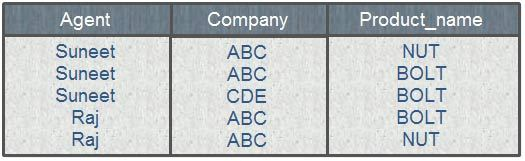 Agent Company Product_name
Suneet ABC NUT
Suneet ABC BOLT
Suneet CDE BOLT
Raj ABC BOLT
Raj ABC NUT